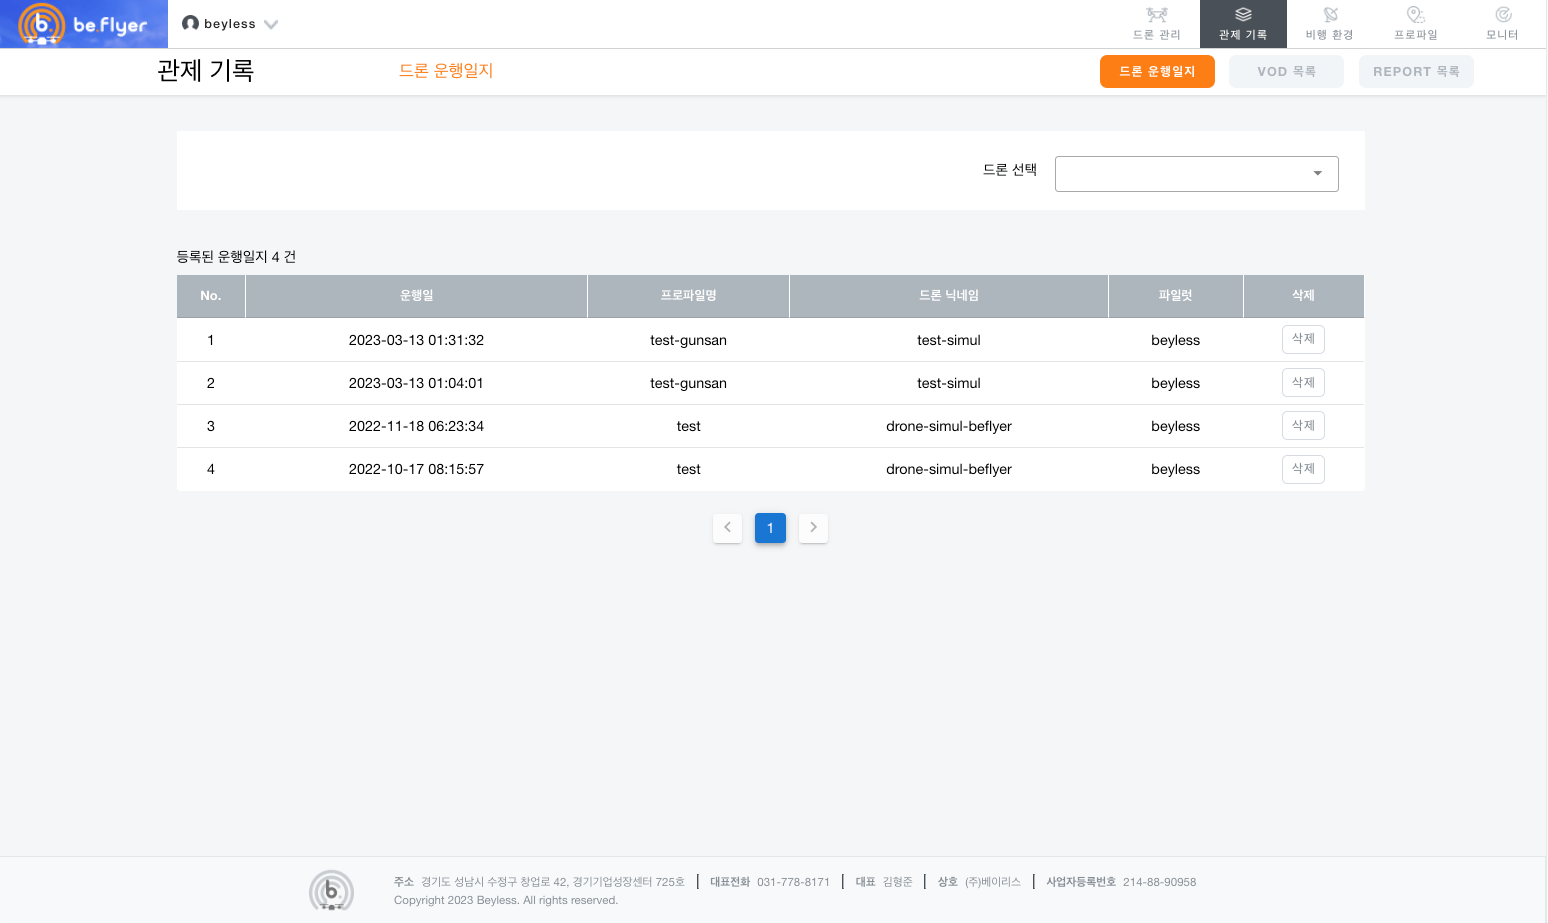 b. be.flyer
beyless
드론 관리
관제 기록
비행 환경
프로파일
모니터
관제 기록
드론 운행일지
드론 운행일지
VOD 목록
REPORT 목록
드론 선택
등록된 운행일지 4 건
No. 운행일 프로파일명 드론 닉네임 파일럿 삭제
1 2023-03-13 01:31:32 test-gunsan test-simul beyless 삭제
2 2023-03-13 01:04:01 test-gunsan test-simul beyless 삭제
3 2022-11-18 06:23:34 test drone-simul-beflyer beyless 삭제
4 2022-10-17 08:15:57 test drone-simul-beflyer beyless 삭제
< 1 >
b.
주소 경기도 성남시 수정구 창업로 42, 경기기업성장센터 725호 | 대표전화 031-778-8171 | 대표 김형준 | 상호 (주)베이리스 | 사업자등록번호 214-88-90958
Copyright 2023 Beyless. All rights reserved.